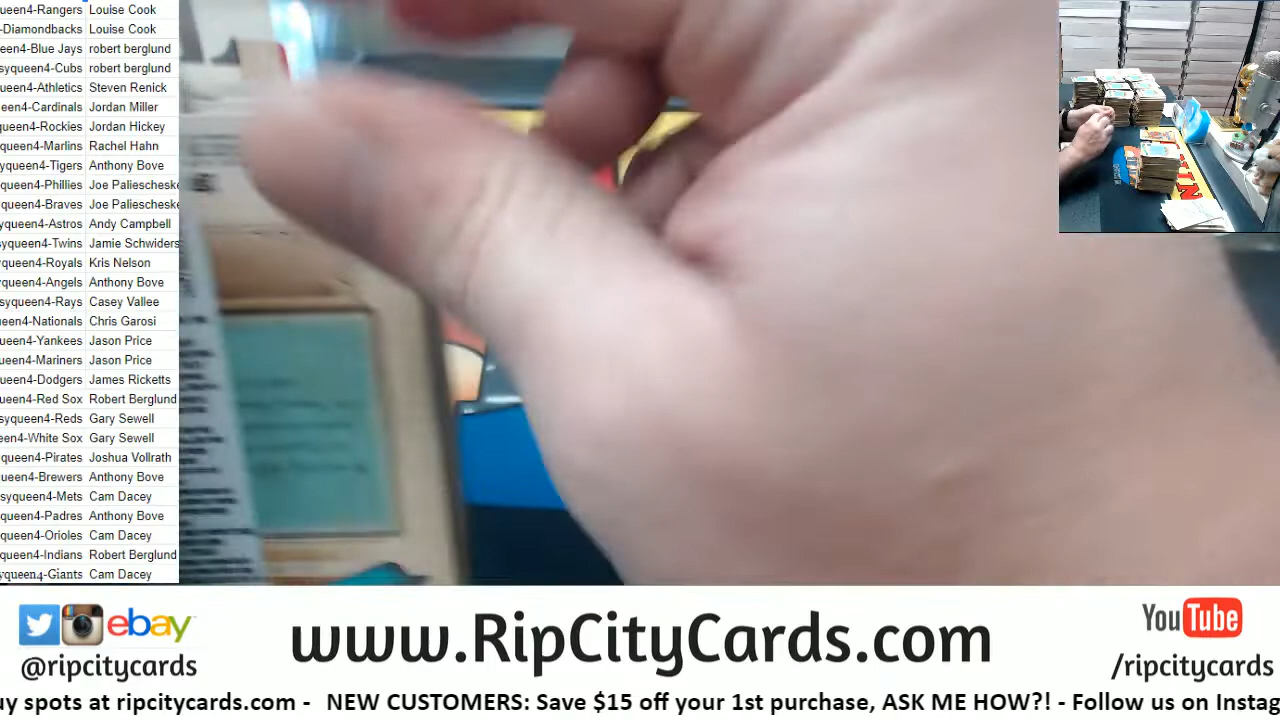 ueen4-Rangers Louise Cook
-Diamondbacks Louise Cook
een4-Blue Jays robert berglund
syqueen4-Cubs robert berglund
ueen4-Athletics Steven Renick
een4-Cardinals Jordan Miller
queen4-Rockies Jordan Hickey
ueen4-Marlins Rachel Hahn
yqueen4-Tigers Anthony Bove
queen4-Phillies Joe Paliescheske
queen4-Braves Joe Paliescheske
yqueen4-Astros Andy Campbell
syqueen4-Twins Jamie Schwiders
yqueen4-Royals Kris Nelson
queen4-Angels Anthony Bove
syqueen4-Rays Casey Vallee
ueen4-Nationals Chris Garosi
ueen4-Yankees Jason Price
ueen4-Mariners Jason Price
ueen4-Dodgers James Ricketts
ueen4-Red Sox Robert Berglund
syqueen4-Reds Gary Sewell
een4-White Sox Gary Sewell
queen4-Pirates Joshua Vollrath
ueen4-Brewers Anthony Bove
syqueen4-Mets Cam Dacey
queen4-Padres Anthony Bove
queen4-Orioles Cam Dacey
queen4-Indians Robert Berglund
yqueen4-Giants Cam Dacey
ebay
@ripcitycards
www.RipCityCards.com
YouTube
/ripcitycards
uy spots at ripcitycards.com - NEW CUSTOMERS: Save $15 off your 1st purchase, ASK ME HOW?! - Follow us on Instag